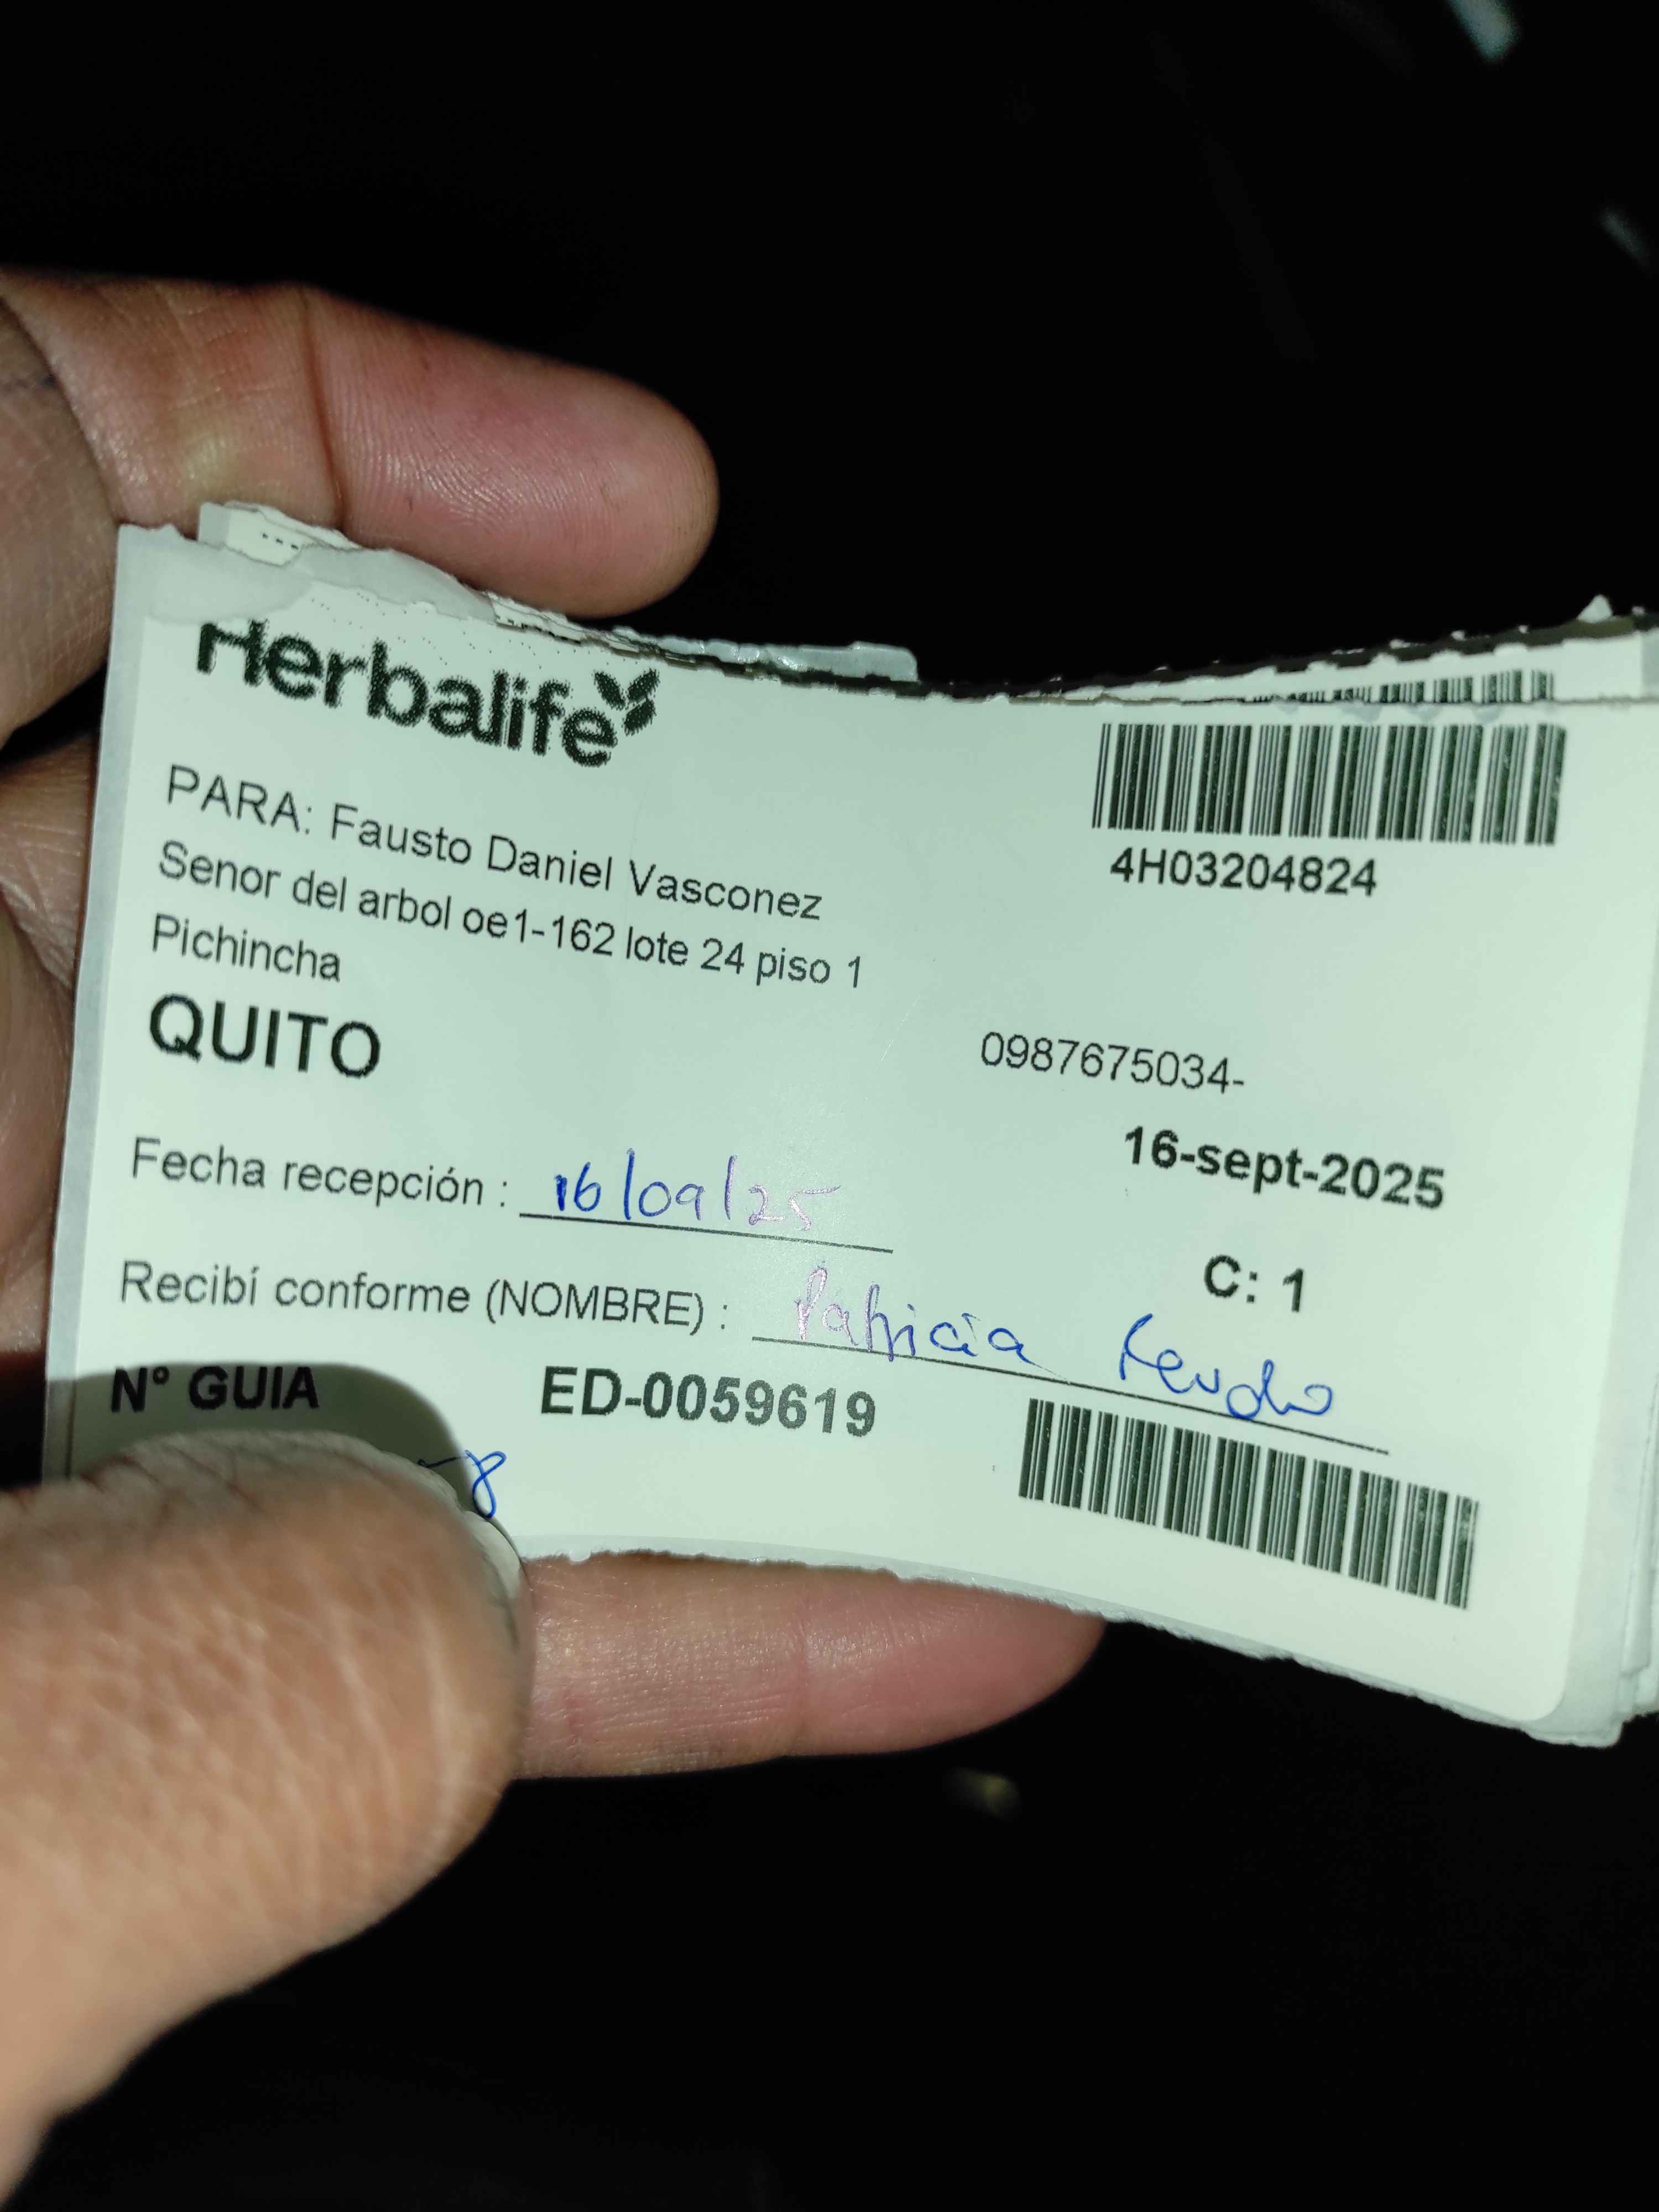 Herbalife
4H03204824
PARA: Fausto Daniel Vasconez
Senor del arbol oe1-162 lote 24 piso 1
Pichincha
QUITO
0987675034-
16-sept-2025
Fecha recepción : 16/09/25
C: 1
Recibí conforme (NOMBRE) : Patricia
N° GUIA ED-0059619